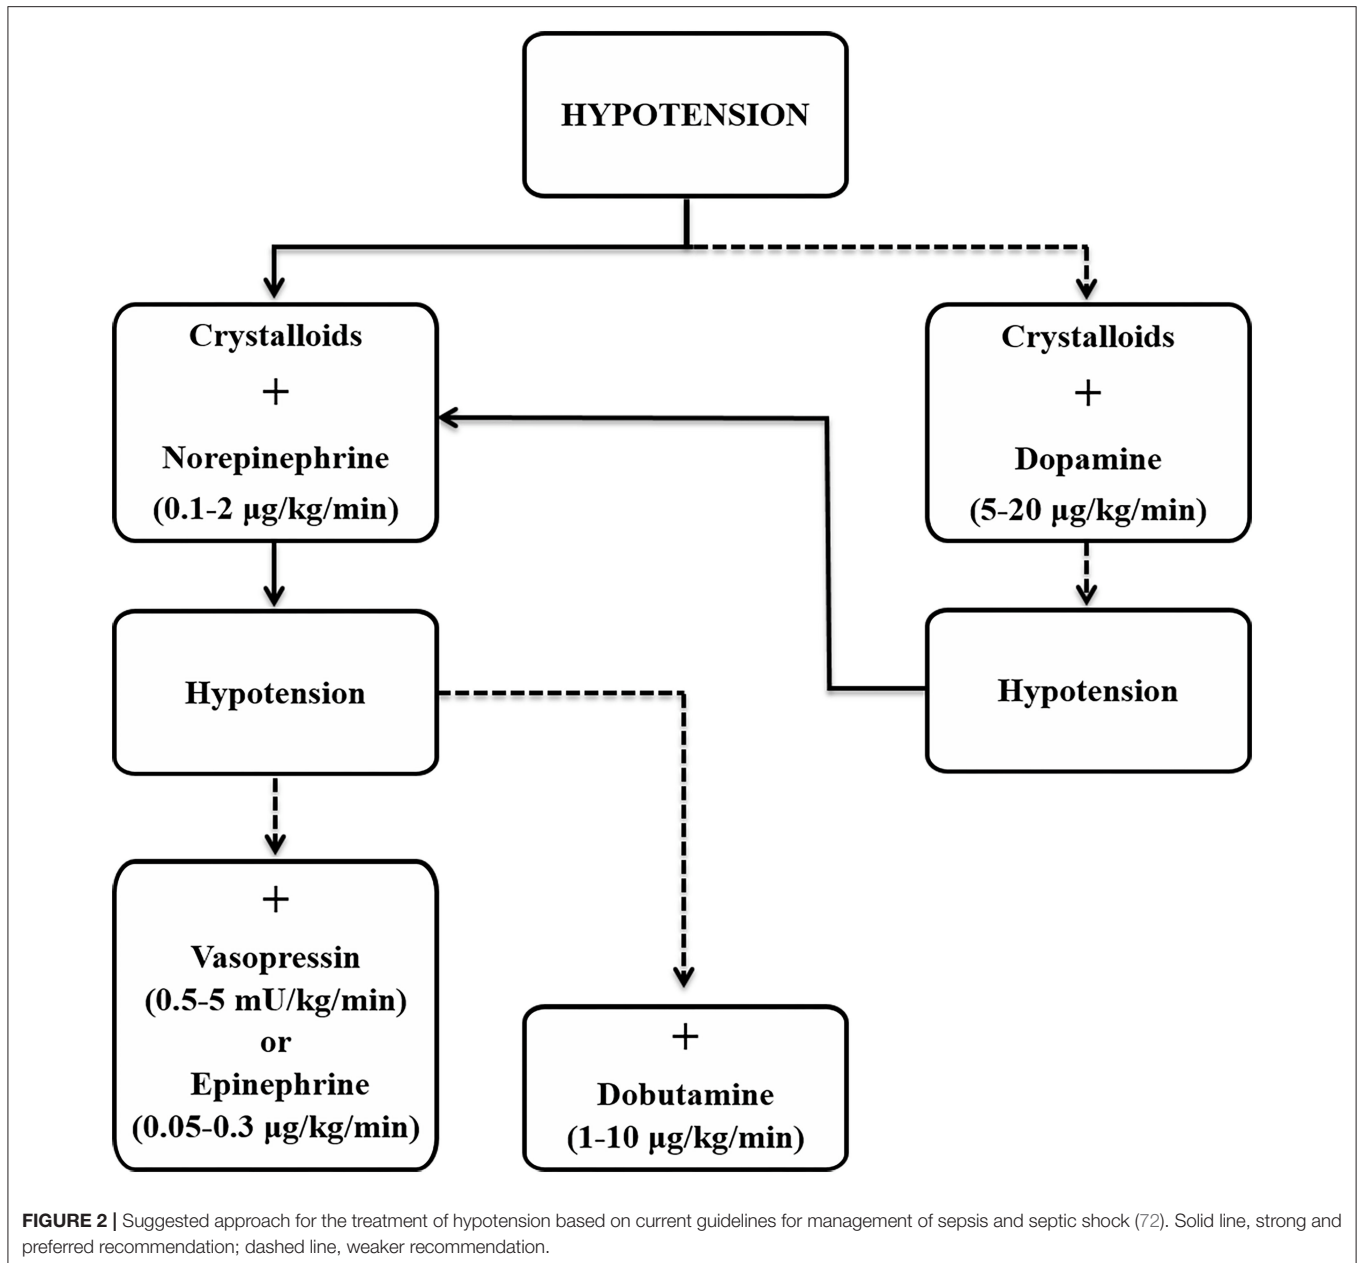 HYPOTENSION
Crystalloids
+
Norepinephrine
(0.1-2 µg/kg/min)
Crystalloids
+
Dopamine
(5-20 µg/kg/min)
Hypotension
Hypotension
+
Vasopressin
(0.5-5 mU/kg/min)
or
Epinephrine
(0.05-0.3 µg/kg/min)
+
Dobutamine
(1-10 µg/kg/min)
FIGURE 2 | Suggested approach for the treatment of hypotension based on current guidelines for management of sepsis and septic shock (72). Solid line, strong and
preferred recommendation; dashed line, weaker recommendation.